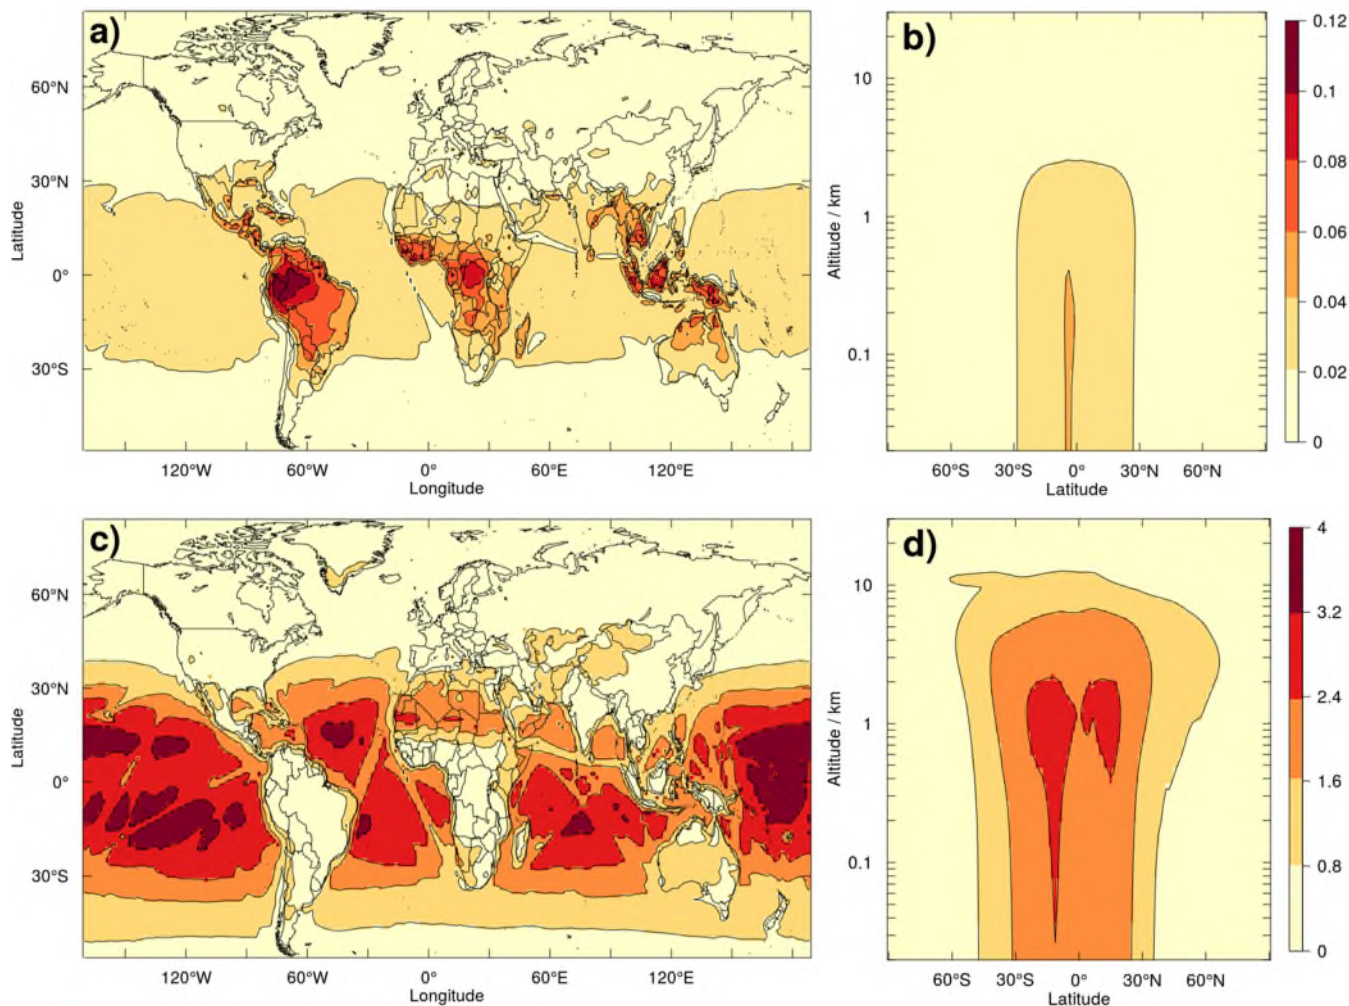 a)
60°N
30°N
0°
30°S
Latitude
120°W 60°W 0° 60°E 120°E
Longitude
b)
10
1
0.1
Altitude / km
60°S 30°S 0° 30°N 60°N
Latitude
0.12
0.1
0.08
0.06
0.04
0.02
0
c)
60°N
30°N
0°
30°S
Latitude
120°W 60°W 0° 60°E 120°E
Longitude
d)
10
1
0.1
Altitude / km
60°S 30°S 0° 30°N 60°N
Latitude
4
3.2
2.4
1.6
0.8
0